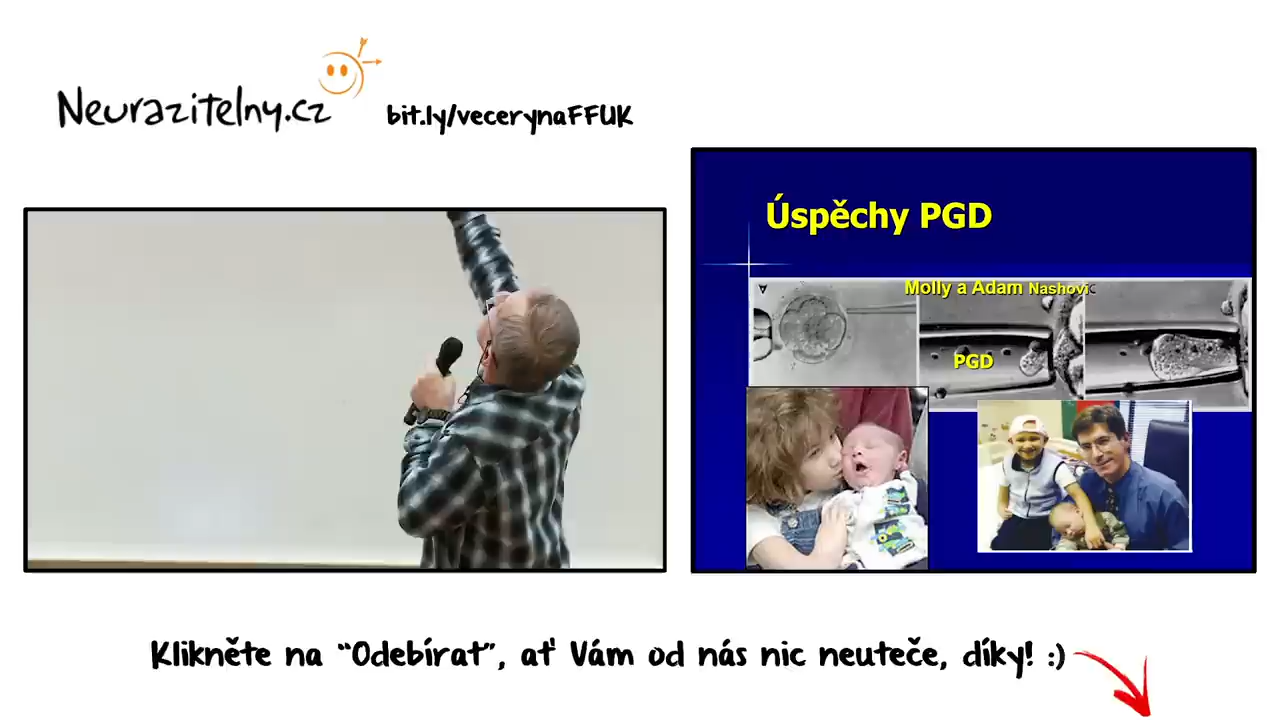 Neurazitelny.cz
bit.ly/vecerynaFFUK
Úspěchy PGD
Molly a Adam Nashovi
PGD
Klikněte na “Odebírat”, ať Vám od nás nic neuteče, díky! :)